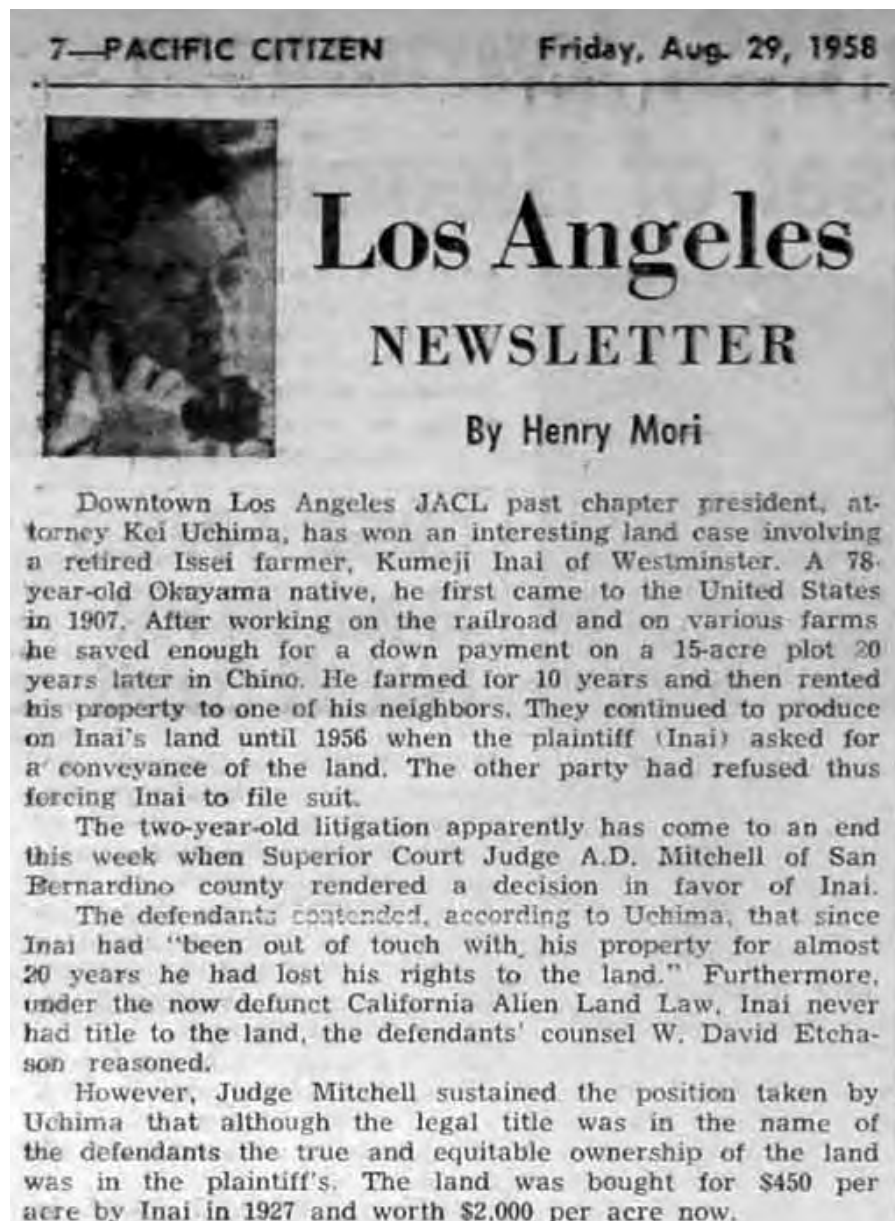 7—PACIFIC CITIZEN Friday, Aug. 29, 1958
Los Angeles
NEWSLETTER
By Henry Mori
Downtown Los Angeles JACL past chapter president, at-
torney Kei Uchima, has won an interesting land case involving
a retired Issei farmer, Kumeji Inai of Westminster. A 78-
year-old Okayama native, he first came to the United States
in 1907. After working on the railroad and on various farms
he saved enough for a down payment on a 15-acre plot 20
years later in Chino. He farmed for 10 years and then rented
his property to one of his neighbors. They continued to produce
on Inai's land until 1956 when the plaintiff (Inai) asked for
a conveyance of the land. The other party had refused thus
forcing Inai to file suit.
The two-year-old litigation apparently has come to an end
this week when Superior Court Judge A.D. Mitchell of San
Bernardino county rendered a decision in favor of Inai.
The defendants contended, according to Uchima, that since
Inai had "been out of touch with his property for almost
20 years he had lost his rights to the land." Furthermore,
under the now defunct California Alien Land Law, Inai never
had title to the land, the defendants' counsel W. David Etcha-
son reasoned.
However, Judge Mitchell sustained the position taken by
Uchima that although the legal title was in the name of
the defendants the true and equitable ownership of the land
was in the plaintiff's. The land was bought for $450 per
acre by Inai in 1927 and worth $2,000 per acre now.